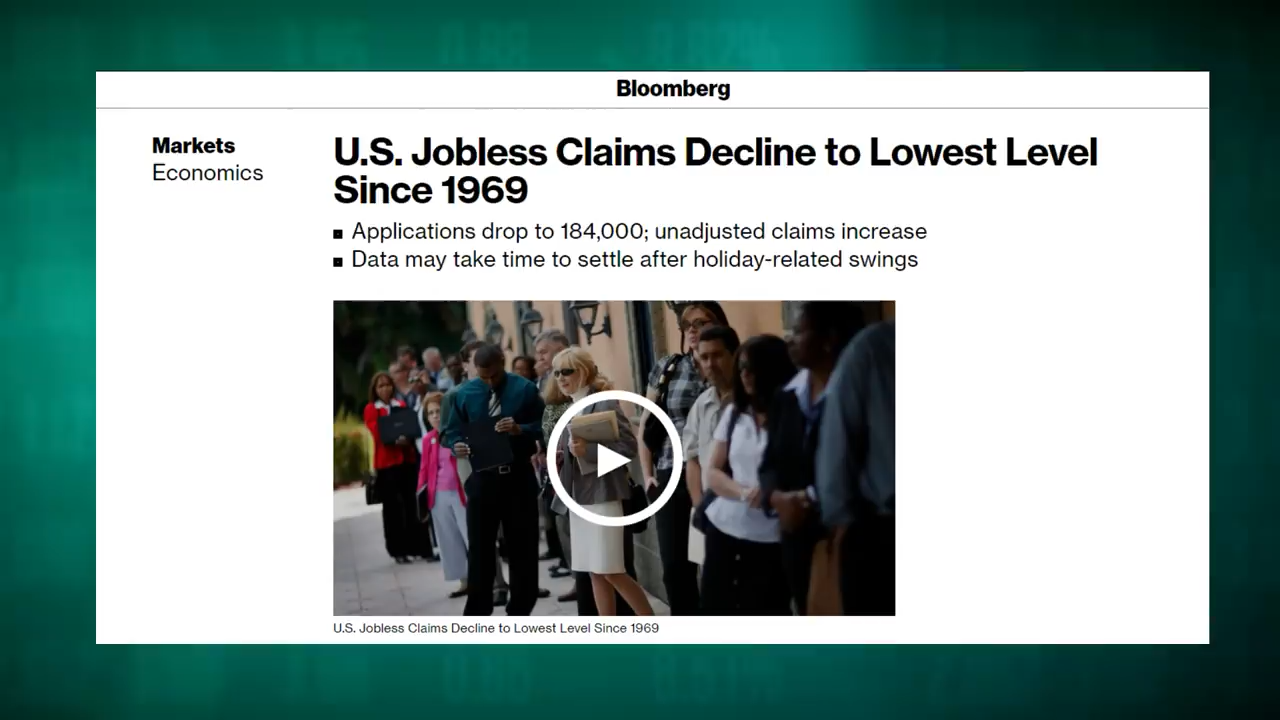 Bloomberg
Markets
Economics
U.S. Jobless Claims Decline to Lowest Level
Since 1969
Applications drop to 184,000; unadjusted claims increase
Data may take time to settle after holiday-related swings
U.S. Jobless Claims Decline to Lowest Level Since 1969